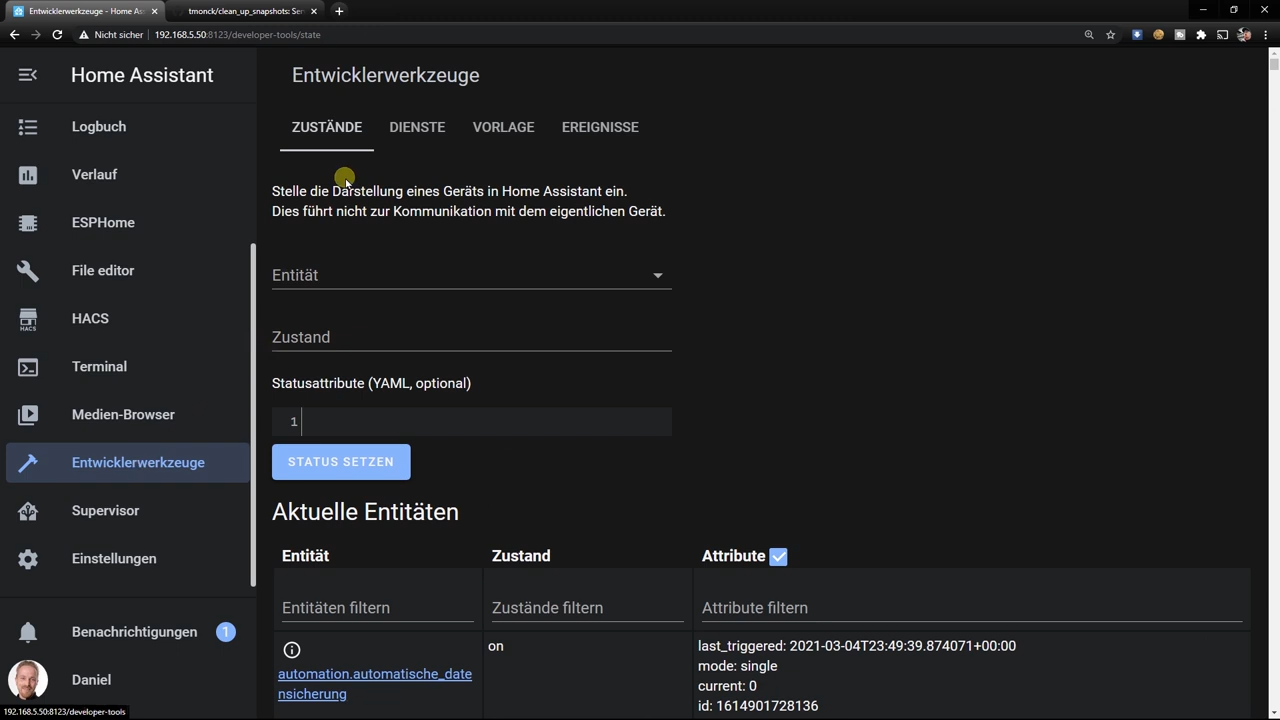 Entwicklerwerkzeuge - Home As
tmonck/clean_up_snapshots: Sen
Nicht sicher
192.168.5.50:8123/developer-tools/state
Home Assistant
Logbuch
Verlauf
ESPHome
File editor
HACS
HACS
Terminal
Medien-Browser
Entwicklerwerkzeuge
Supervisor
Einstellungen
Benachrichtigungen 1
Daniel
192.168.5.50:8123/developer-tools
Entwicklerwerkzeuge
ZUSTÄNDE DIENSTE VORLAGE EREIGNISSE
Stelle die Darstellung eines Geräts in Home Assistant ein.
Dies führt nicht zur Kommunikation mit dem eigentlichen Gerät.
Entität
Zustand
Statusattribute (YAML, optional)
1
STATUS SETZEN
Aktuelle Entitäten
Entität Zustand Attribute
Entitäten filtern Zustände filtern Attribute filtern
automation.automatische_date
nsicherung
on
last_triggered: 2021-03-04T23:49:39.874071+00:00
mode: single
current: 0
id: 1614901728136